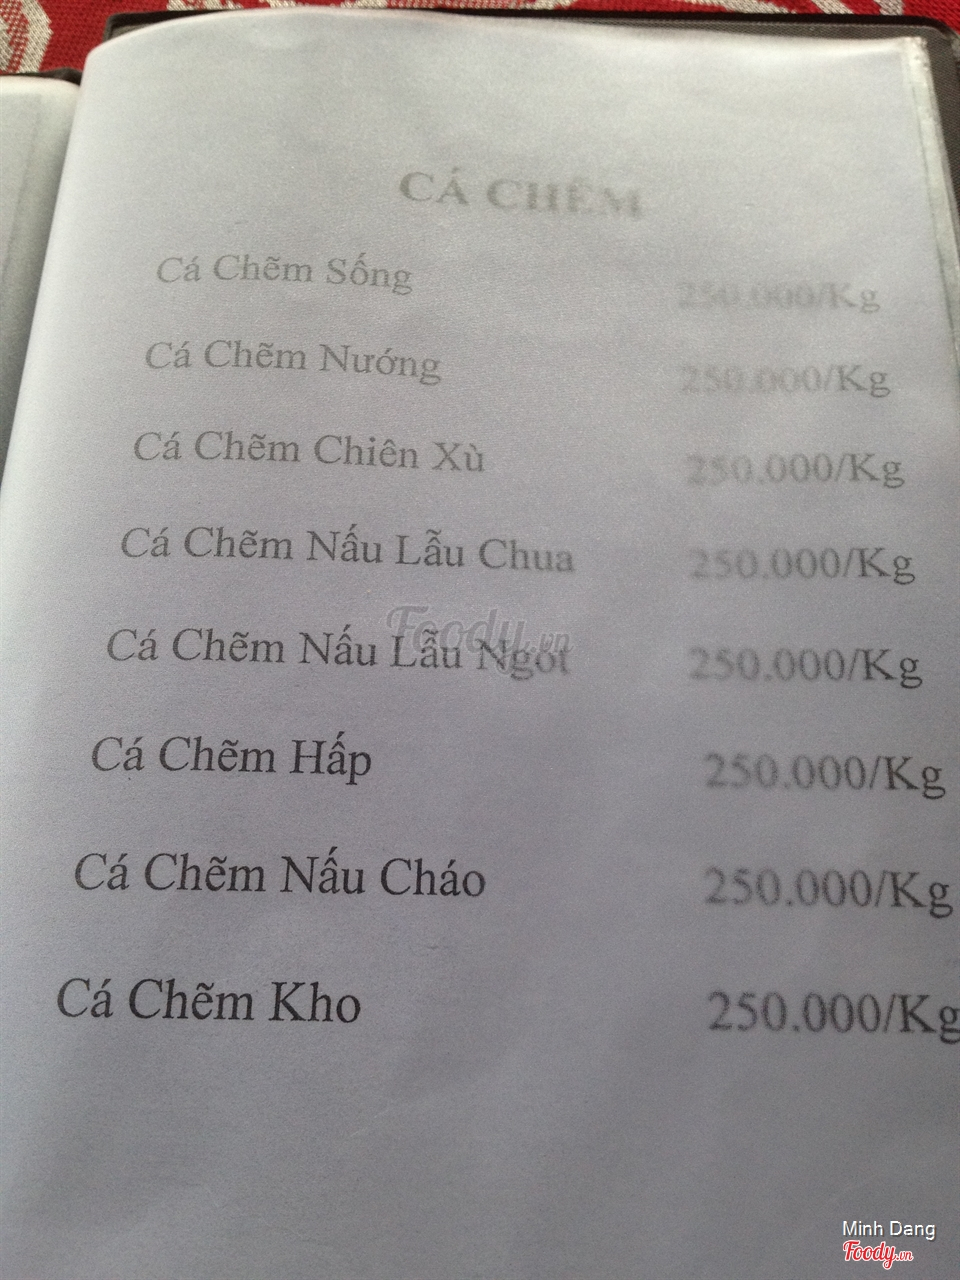 CÁ CHẼM
Cá Chẽm Sống 250.000/Kg
Cá Chẽm Nướng 250.000/Kg
Cá Chẽm Chiên Xù 250.000/Kg
Cá Chẽm Nấu Lẫu Chua 250.000/Kg
Cá Chẽm Nấu Lẫu Ngọt 250.000/Kg
Foody.vn
Cá Chẽm Hấp 250.000/Kg
Cá Chẽm Nấu Cháo 250.000/Kg
Cá Chẽm Kho 250.000/Kg
Minh Dang
Foody.vn